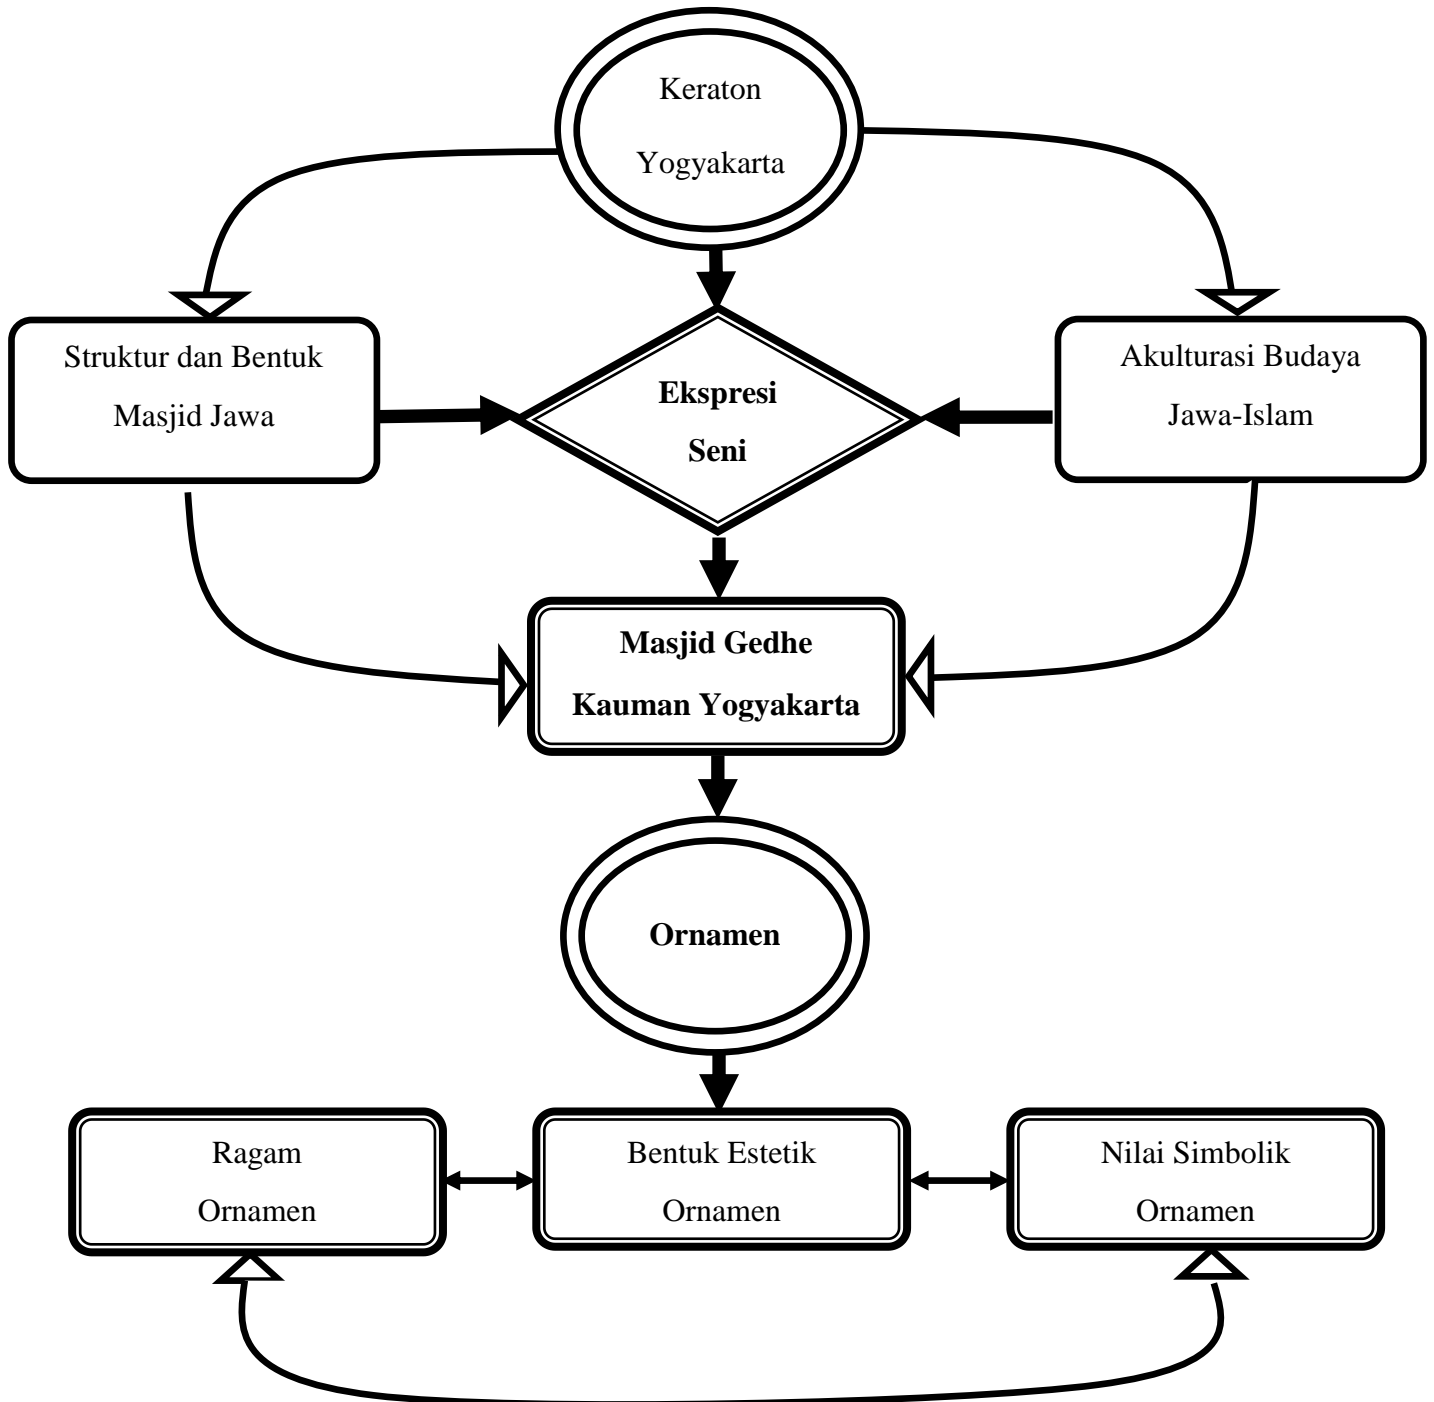 Keraton
Yogyakarta
Struktur dan Bentuk
Masjid Jawa
Ekspresi
Seni
Akulturasi Budaya
Jawa-Islam
Masjid Gedhe
Kauman Yogyakarta
Ornamen
Ragam
Ornamen
Bentuk Estetik
Ornamen
Nilai Simbolik
Ornamen